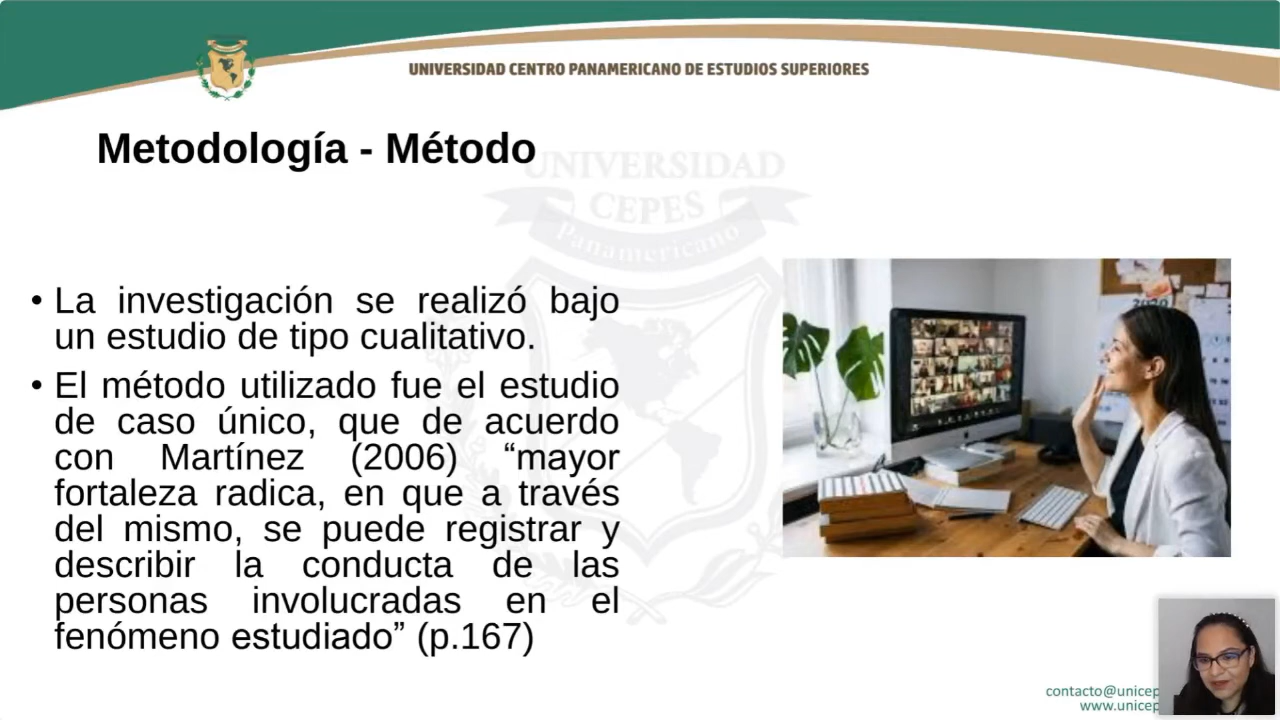 UNIVERSIDAD CENTRO PANAMERICANO DE ESTUDIOS SUPERIORES
Metodología - Método
UNIVERSIDAD
CEPES
Panamericano
• La investigación se realizó bajo
un estudio de tipo cualitativo.
• El método utilizado fue el estudio
de caso único, que de acuerdo
con Martínez (2006) “mayor
fortaleza radica, en que a través
del mismo, se puede registrar y
describir la conducta de las
personas involucradas en el
fenómeno estudiado” (p.167)
2020
contacto@unicep
www.unicep